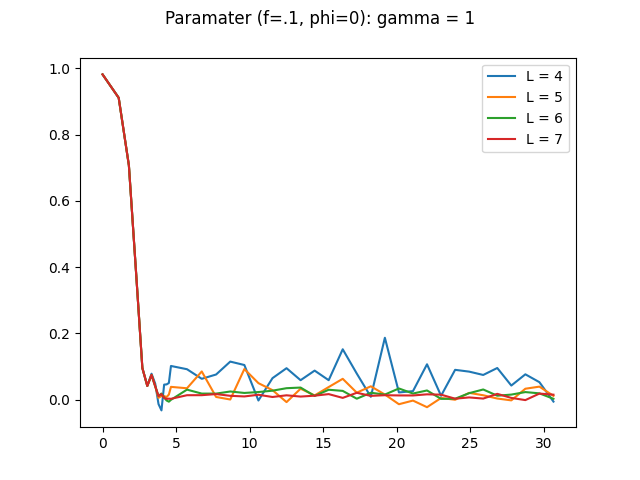 Paramater (f=.1, phi=0): gamma = 1
1.0
0.8
0.6
0.4
0.2
0.0
L = 4
L = 5
L = 6
L = 7
0 5 10 15 20 25 30